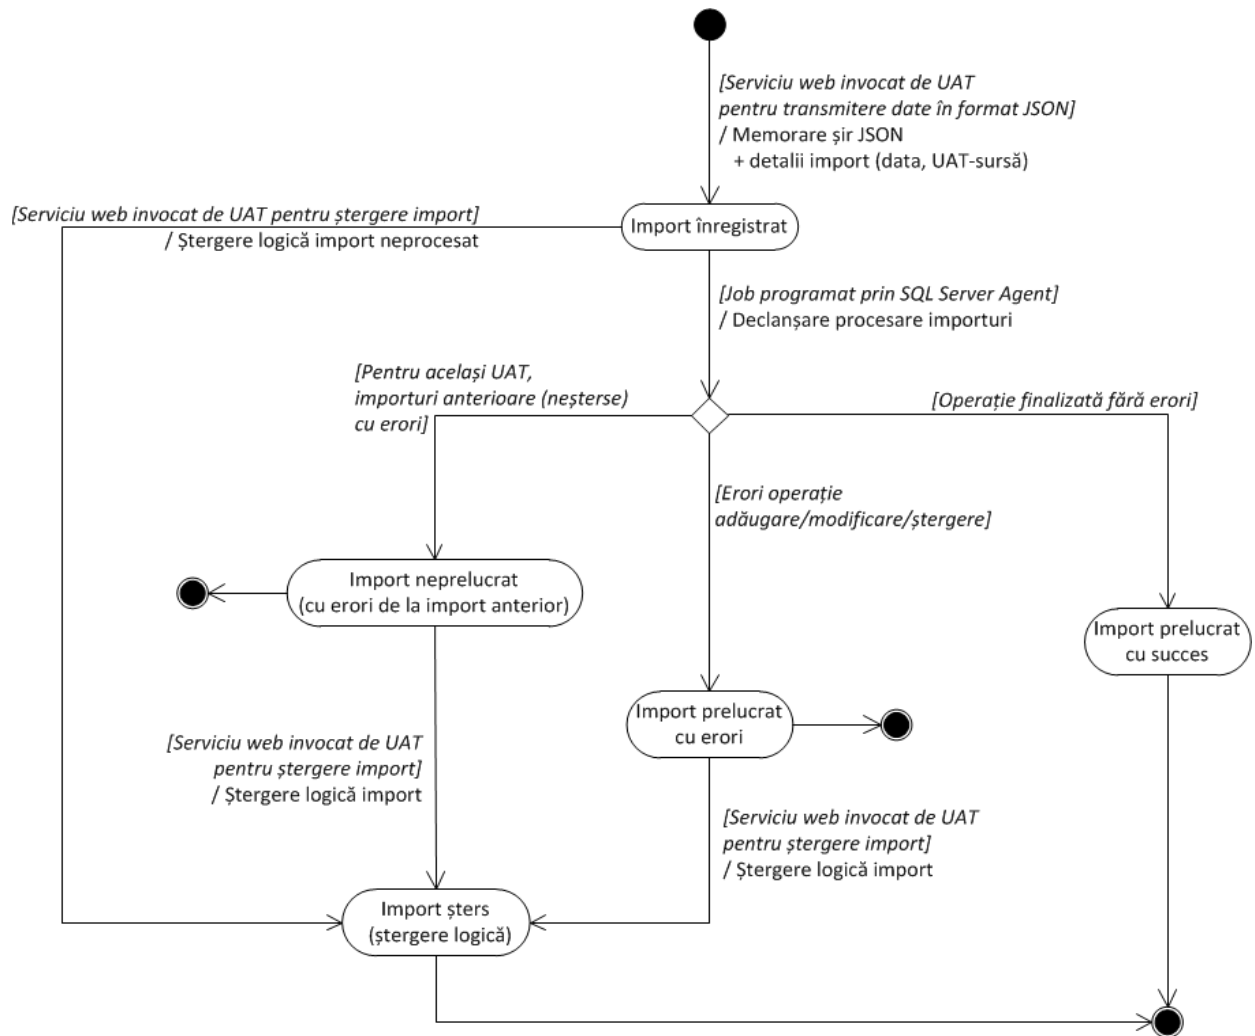 [Serviciu web invocat de UAT
pentru transmitere date în format JSON]
/ Memorare șir JSON
+ detalii import (data, UAT-sursă)
[Serviciu web invocat de UAT pentru ștergere import]
/ Ștergere logică import neprocesat
Import înregistrat
[Job programat prin SQL Server Agent]
/ Declanșare procesare importuri
[Pentru același UAT,
importuri anterioare (neșterse)
cu erori]
[Operație finalizată fără erori]
[Erori operație
adăugare/modificare/ștergere]
Import neprelucrat
(cu erori de la import anterior)
Import prelucrat
cu succes
Import prelucrat
cu erori
[Serviciu web invocat de UAT
pentru ștergere import]
/ Ștergere logică import
[Serviciu web invocat de UAT
pentru ștergere import]
/ Ștergere logică import
Import șters
(ștergere logică)